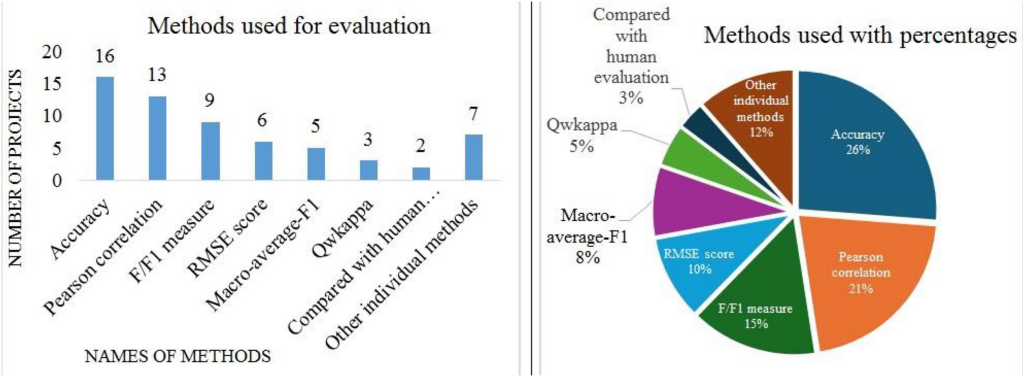 Methods used for evaluation
NUMBER OF PROJECTS
20
15
10
5
0
16
13
9
6
5
3
2
7
Accuracy
Pearson correlation
F/F1 measure
RMSE score
Macro-average-F1
Qwkappa
Compared with human…
Other individual methods
NAMES OF METHODS
Methods used with percentages
Accuracy
26%
Pearson
correlation
21%
F/F1 measure
15%
RMSE score
10%
Macro-
average-F1
8%
Qwkappa
5%
Compared
with
human
evaluation
3%
Other
individual
methods
12%